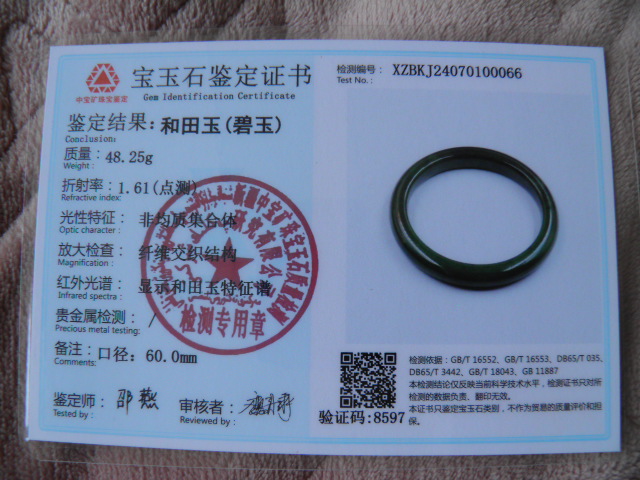 中宝矿珠宝鉴定
宝玉石鉴定证书
Gem Identification Certificate
鉴定结果:和田玉(碧玉)
Conclusion:
质量: 48.25g
Weight:
折射率: 1.61(点测)
Refractive index:
光性特征: 非均质集合体
Optic character:
放大检查: 纤维交织结构
Magnification:
红外光谱: 显示和田玉特征谱
Infrared spectra:
贵金属检测: /
Precious metal testing:
备注: 口径: 60.0mm
鉴定师: 邵燕
Tested by:
审核者:
Reviewed by:
检测专用章
检测编号: XZBKJ24070100066
Test No.:
验证码:8597
检测依据: GB/T 16552、GB/T 16553、DB65/T 035、
DB65/T 3442、GB/T 18043、GB 11887
本检测结论仅反映当前科学技术水平,检测证书只对所
检测的数据负责、翻印无效。
本证书只鉴定宝玉石类别,不作为贸易的质量评价和担
保。